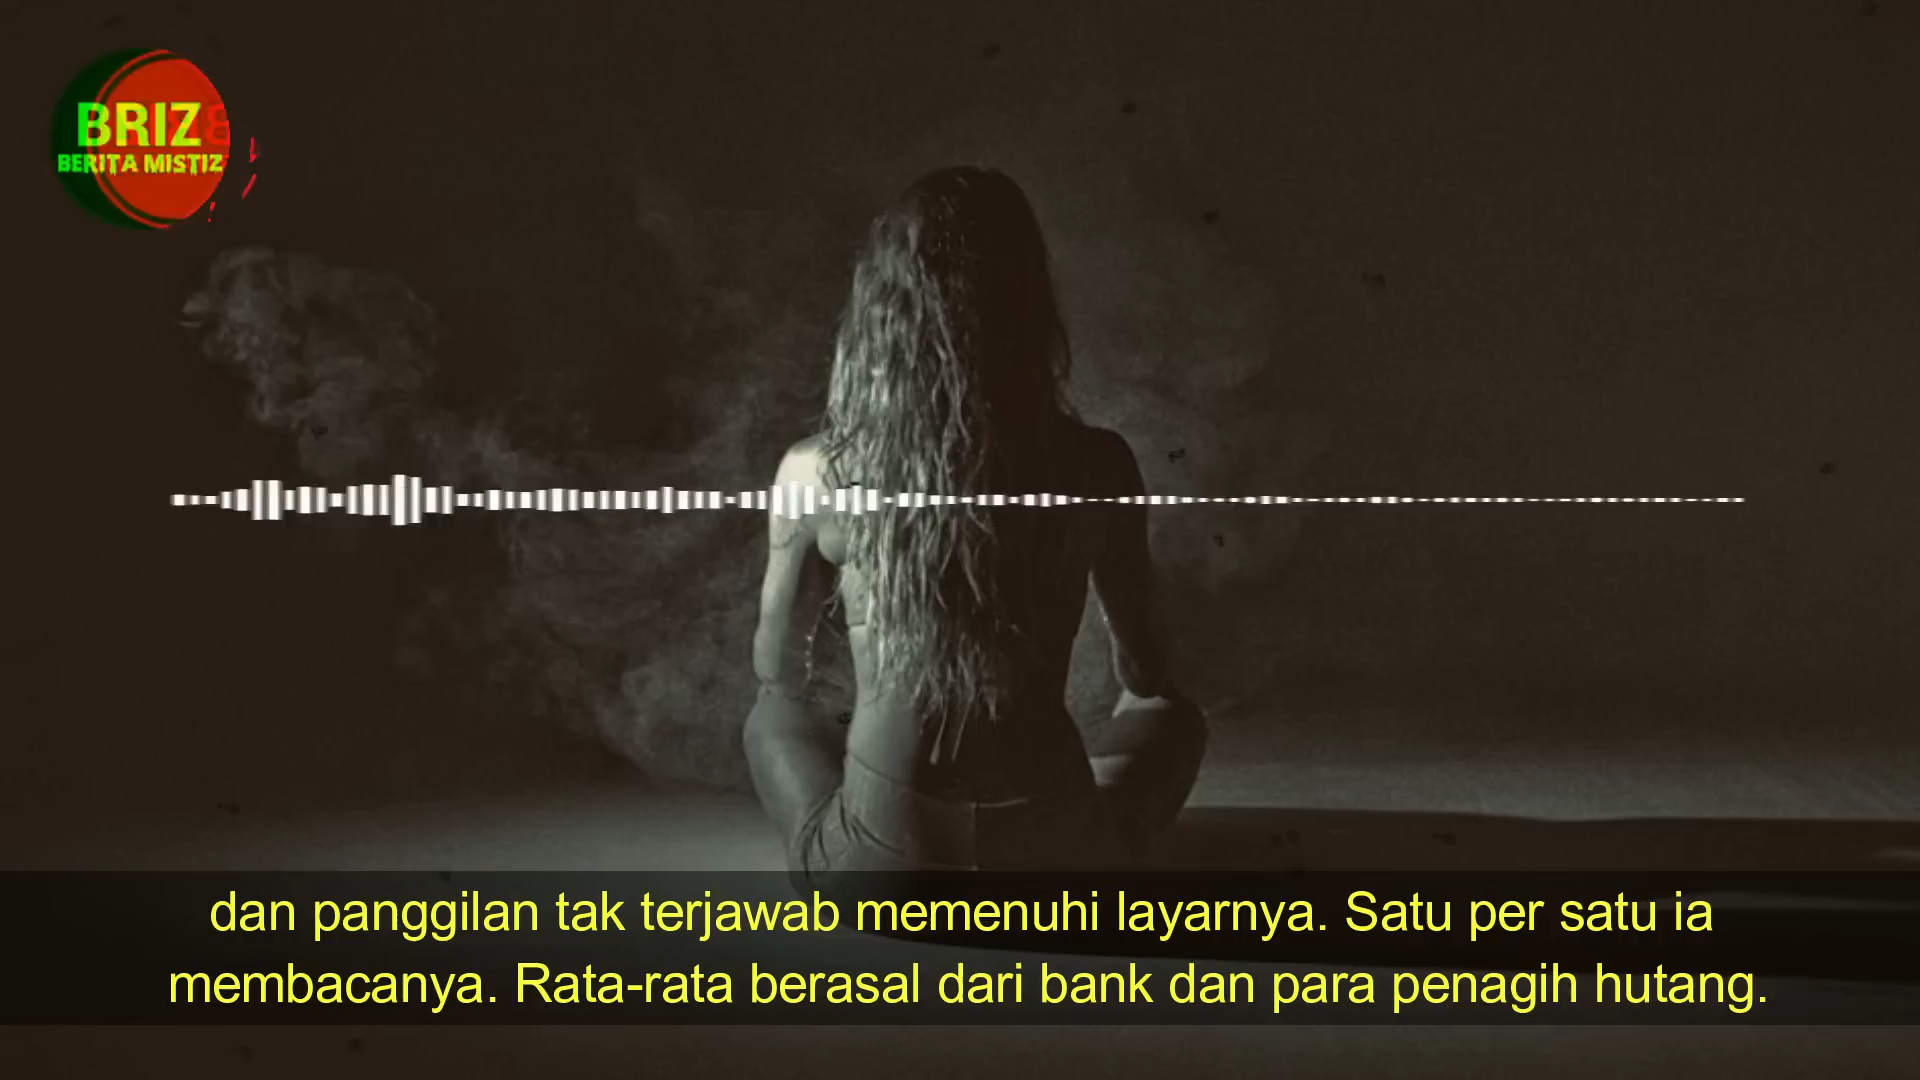 BRIZ
BERITA MISTIZ
dan panggilan tak terjawab memenuhi layarnya. Satu per satu ia
membacanya. Rata-rata berasal dari bank dan para penagih hutang.